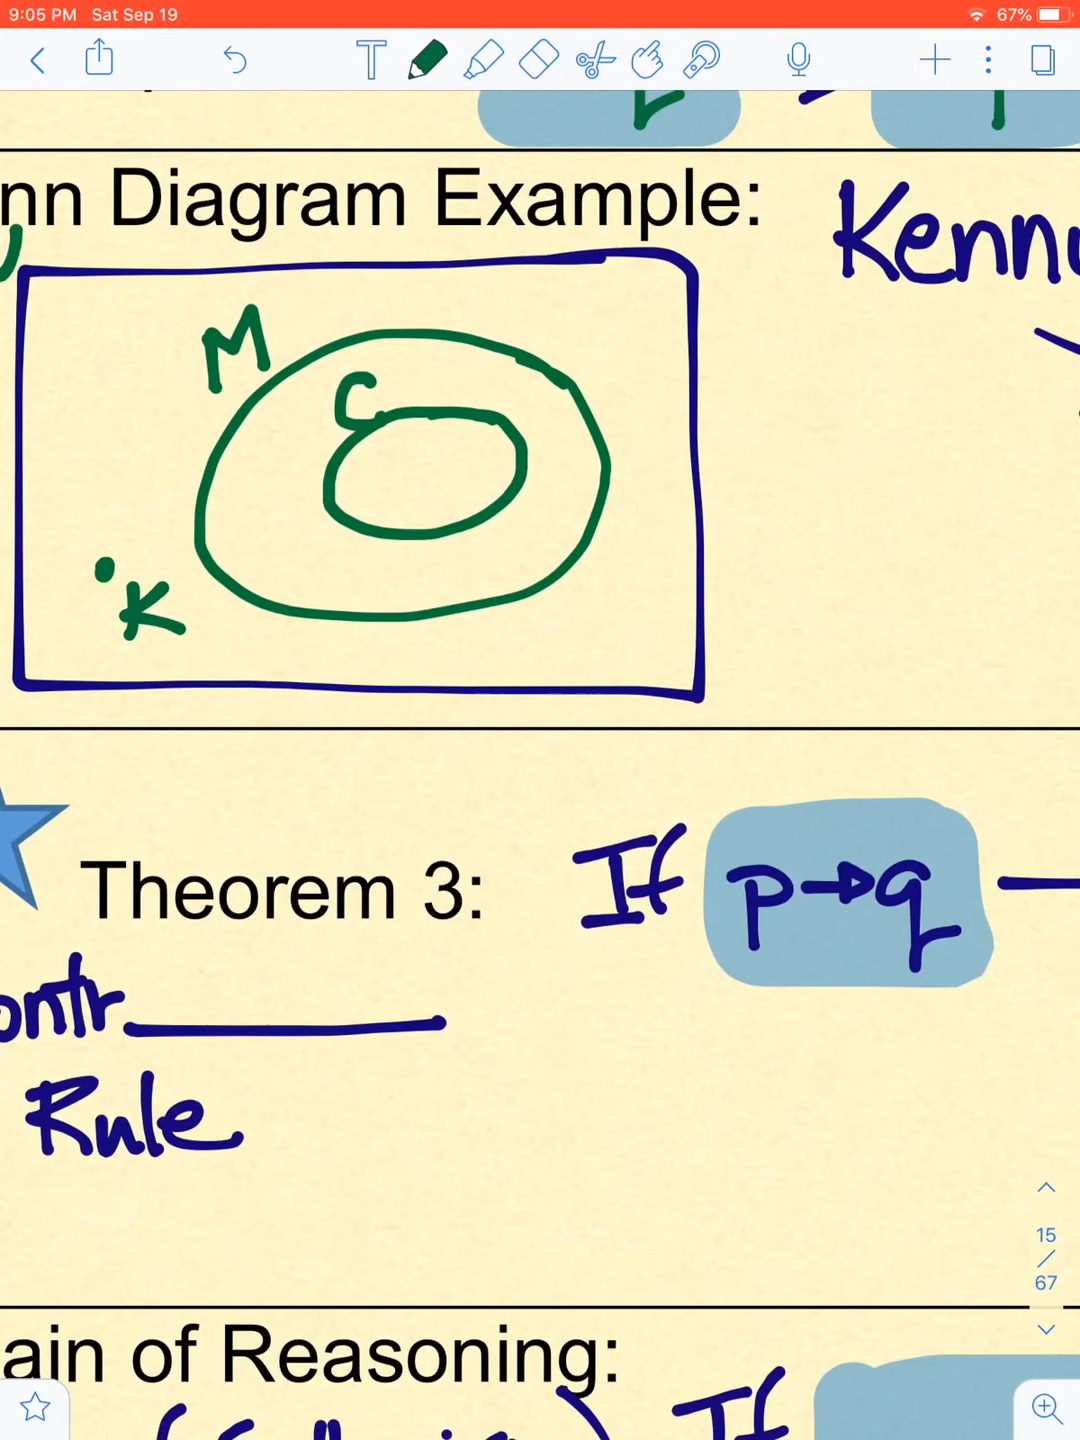 9:05 PM Sat Sep 19 67%
T
nn Diagram Example:
Kenn
M
C
K
Theorem 3: If p→q
ontr
Rule
15
/
67
ain of Reasoning:
If